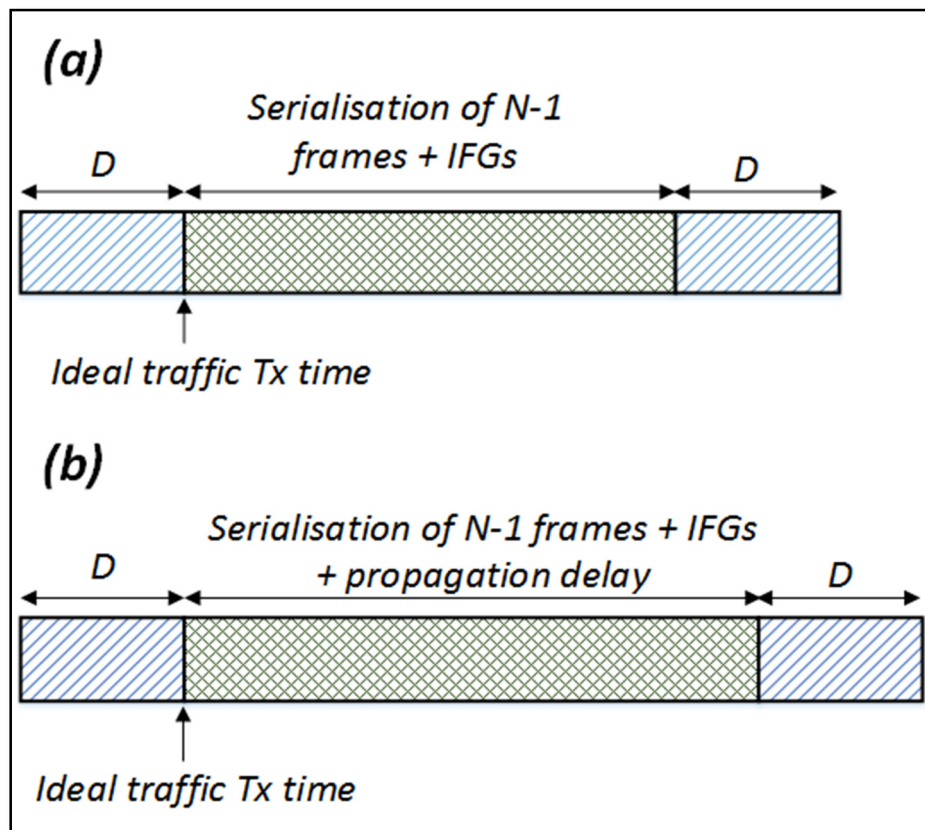 (a)
Serialisation of N-1
frames + IFGs
D
D
Ideal traffic Tx time
(b)
Serialisation of N-1 frames + IFGs
+ propagation delay
D
D
Ideal traffic Tx time